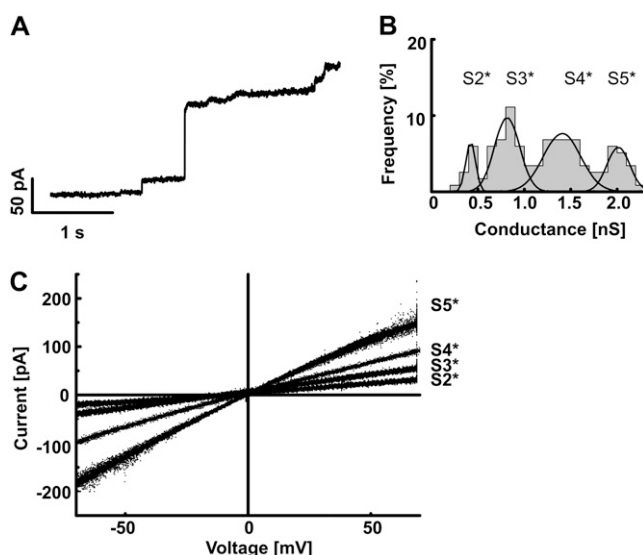 A
50 pA
1 s
B
Frequency [%]
20
10
S2* S3* S4* S5*
0 0.5 1.0 1.5 2.0
Conductance [nS]
C
Current [pA]
200
100
0
-100
-200
S5*
S4*
S3*
S2*
-50 0 50
Voltage [mV]